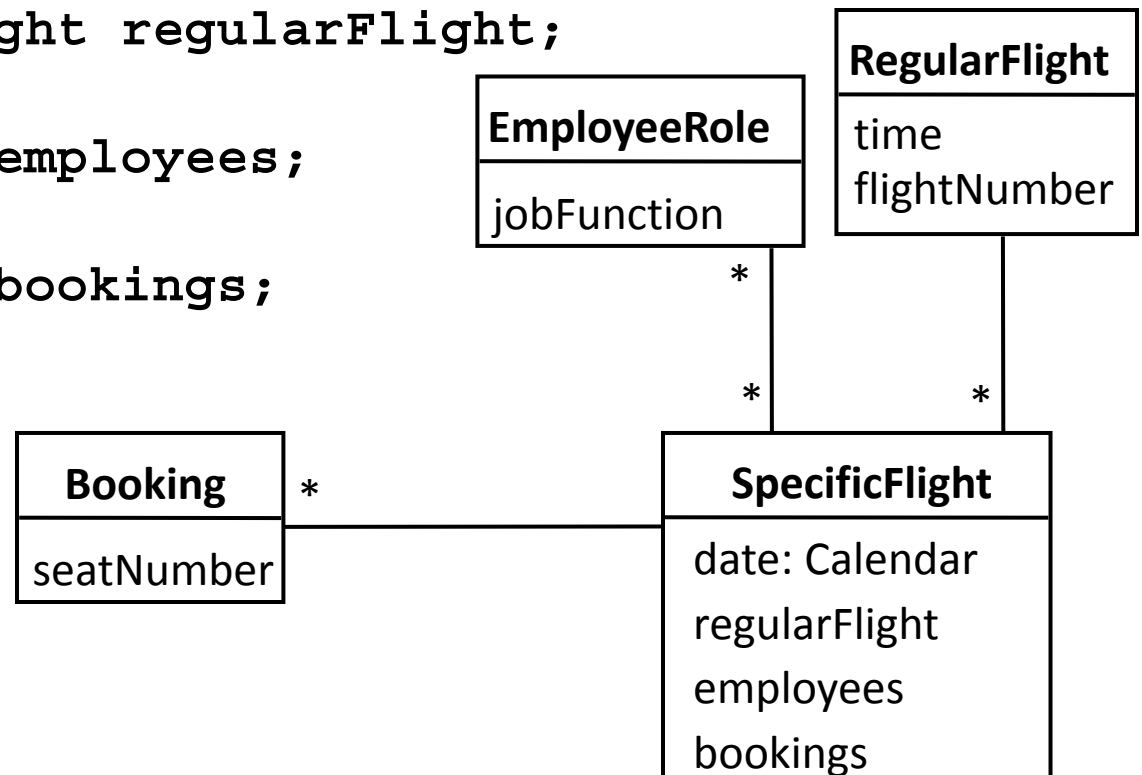 ght regularFlight;
employees;
bookings;
EmployeeRole
jobFunction
RegularFlight
time
flightNumber
*
*
*
Booking
seatNumber
*
SpecificFlight
date: Calendar
regularFlight
employees
bookings